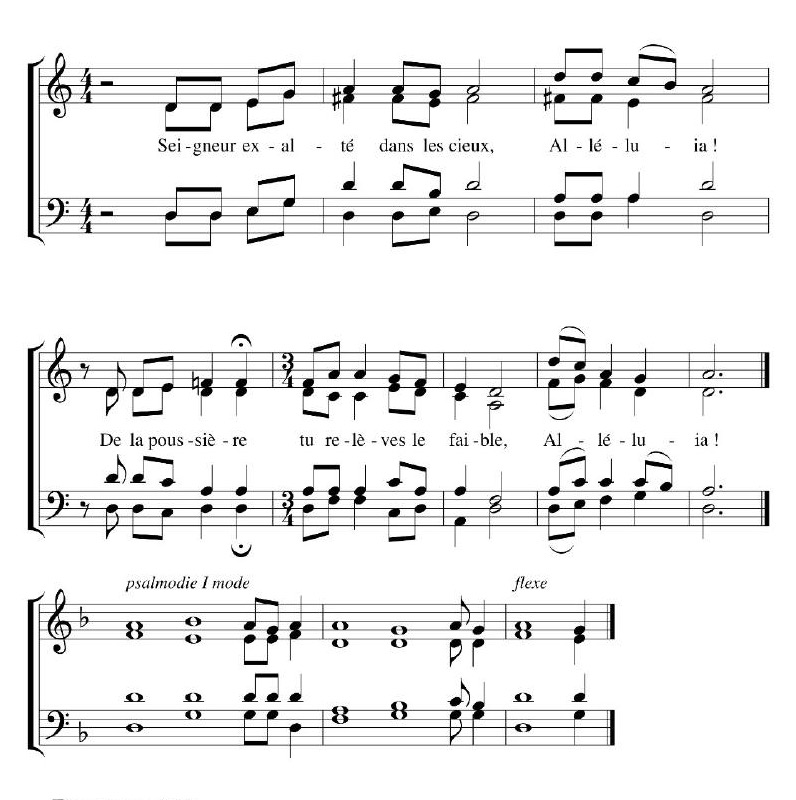 Sei - gneur ex - al - té dans les cieux, Al - lé - lu - ia !
De la pous - siè - re tu re - lè - ves le fai - ble, Al - lé - lu - ia !
psalmodie I mode flexe